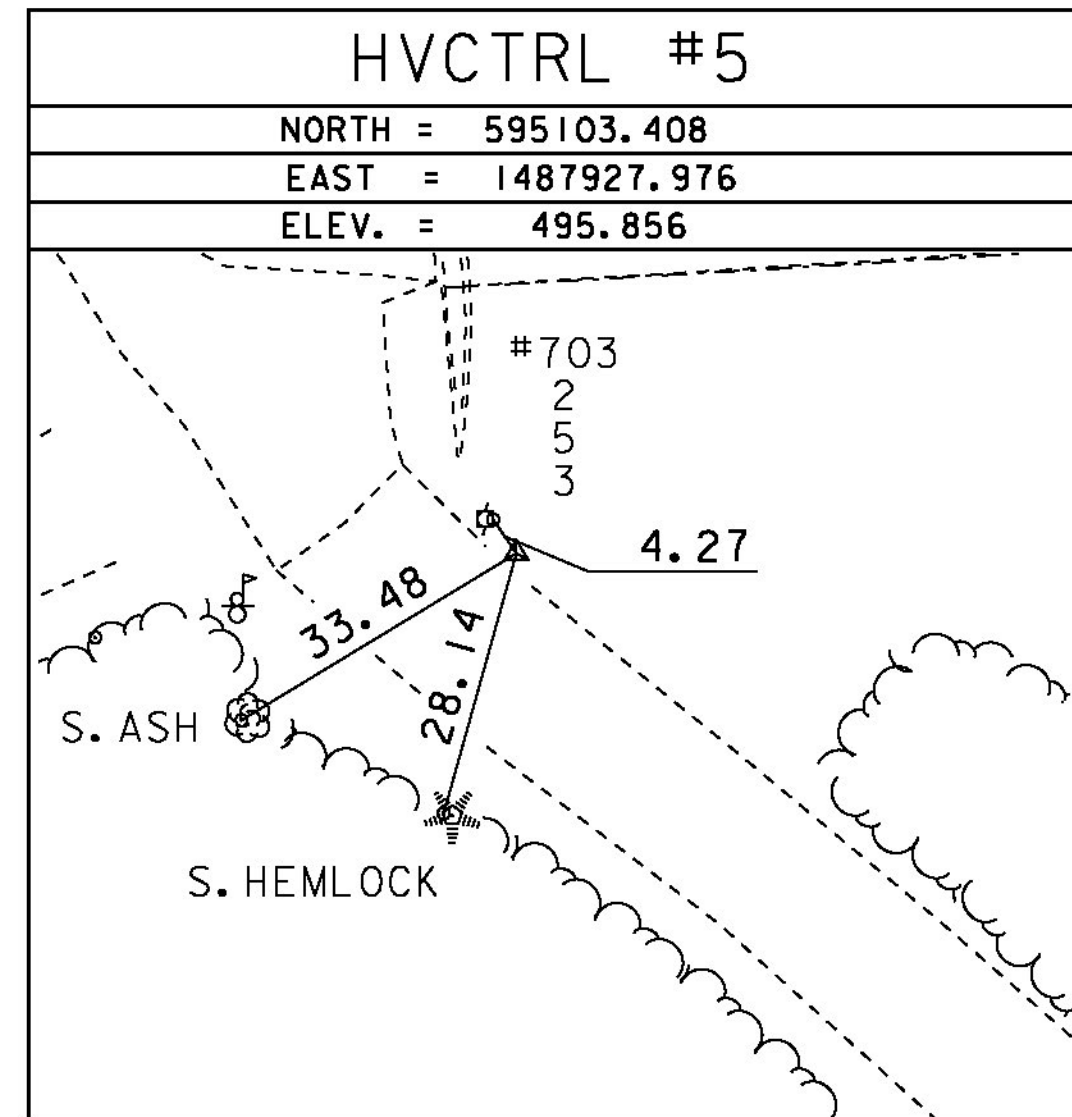 HVCTRL #5
NORTH = 595103.408
EAST = 1487927.976
ELEV. = 495.856
#703
2
5
3
4.27
33.48
28.14
S. ASH
S. HEMLOCK